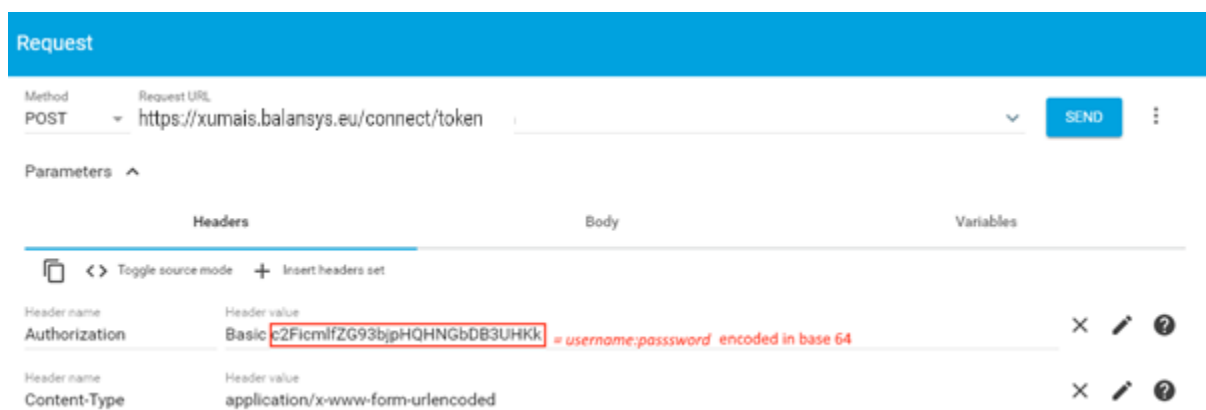 Request
Method
Request URL
POST
https://xumais.balansys.eu/connect/token
SEND
Parameters
Headers
Body
Variables
Toggle source mode
Insert headers set
Header name
Header value
Authorization
Basic c2FicmlfZG93bjpHQHNGbDB3UHKk = username:passsword encoded in base 64
Header name
Header value
Content-Type
application/x-www-form-urlencoded